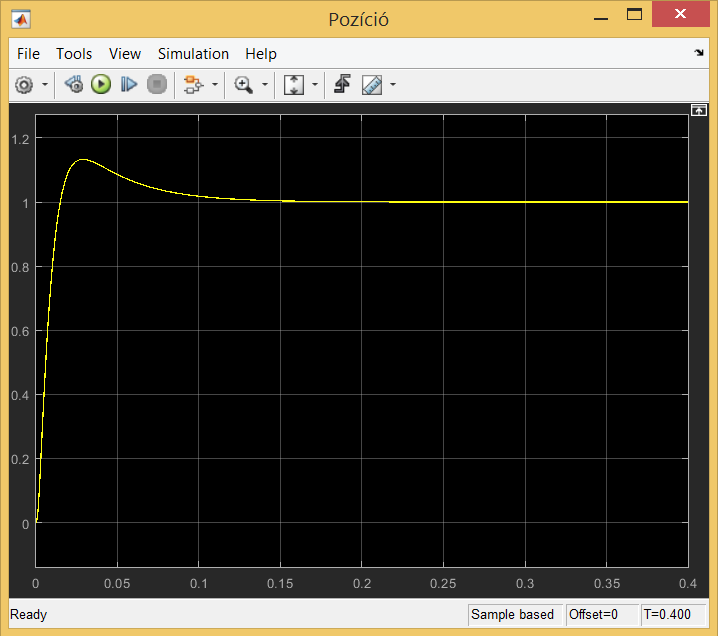 Pozíció
File Tools View Simulation Help
1.2
1
0.8
0.6
0.4
0.2
0
0 0.05 0.1 0.15 0.2 0.25 0.3 0.35 0.4
Ready Sample based Offset=0 T=0.400